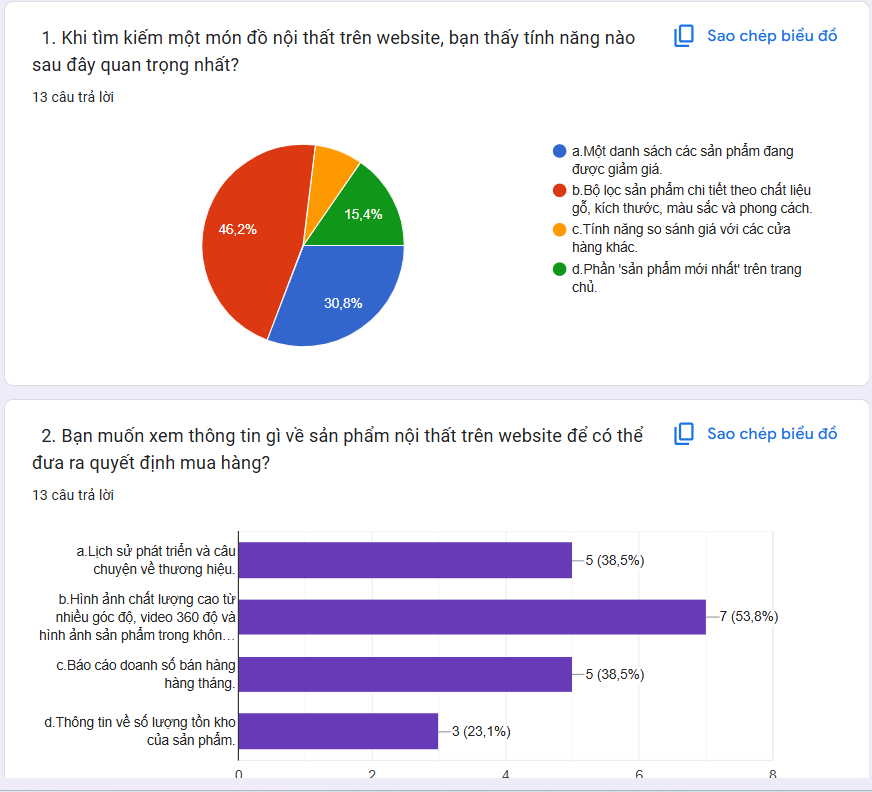 1. Khi tìm kiếm một món đồ nội thất trên website, bạn thấy tính năng nào
sau đây quan trọng nhất?
Sao chép biểu đồ
13 câu trả lời
46,2%
15,4%
30,8%
a.Một danh sách các sản phẩm đang
được giảm giá.
b.Bộ lọc sản phẩm chi tiết theo chất liệu
gỗ, kích thước, màu sắc và phong cách.
c.Tính năng so sánh giá với các cửa
hàng khác.
d.Phần 'sản phẩm mới nhất' trên trang
chủ.
2. Bạn muốn xem thông tin gì về sản phẩm nội thất trên website để có thể
đưa ra quyết định mua hàng?
Sao chép biểu đồ
13 câu trả lời
a.Lịch sử phát triển và câu
chuyện về thương hiệu.
5 (38,5%)
b.Hình ảnh chất lượng cao từ
nhiều góc độ, video 360 độ và
hình ảnh sản phẩm trong khôn…
7 (53,8%)
c.Báo cáo doanh số bán hàng
hàng tháng.
5 (38,5%)
d.Thông tin về số lượng tồn kho
của sản phẩm.
3 (23,1%)
0 2 4 6 8